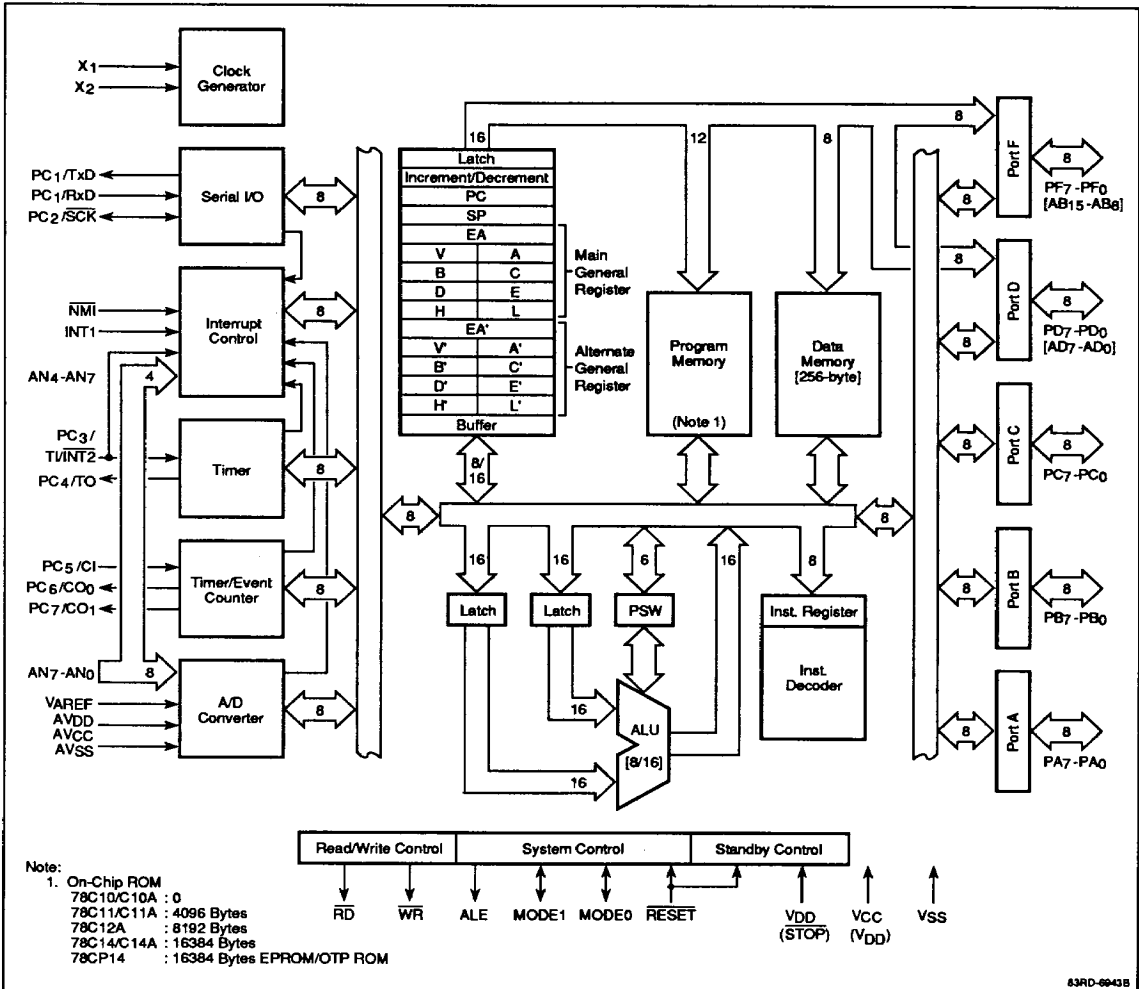 X1
X2
Clock
Generator
PC1/TxD
PC1/RxD
PC2/SCK
Serial I/O
8
NMI
INT1
AN4-AN7
4
Interrupt
Control
8
PC3/
TI/INT2
PC4/TO
Timer
8
PC5/CI
PC6/CO0
PC7/CO1
Timer/Event
Counter
8
AN7-AN0
8
VAREF
AVDD
AVCC
AVSS
A/D
Converter
8
16
Latch
Increment/Decrement
PC
SP
EA
V A
B C
D E
H L
Main
General
Register
EA'
V' A'
B' C'
D' E'
H' L'
Alternate
General
Register
Buffer
8/
16
12
Program
Memory
(Note 1)
8
Data
Memory
[256-byte]
8
8
16
16
6
16
8
Latch
Latch
PSW
Inst. Register
Inst.
Decoder
16
16
ALU
[8/16]
8
8
Port F
8
PF7-PF0
[AB15-AB8]
8
8
Port D
8
PD7-PD0
[AD7-AD0]
8
Port C
8
PC7-PC0
8
Port B
8
PB7-PB0
8
Port A
8
PA7-PA0
Read/Write Control System Control Standby Control
RD WR ALE MODE1 MODE0 RESET VDD VCC VSS
(STOP) (VDD)
Note:
1. On-Chip ROM
78C10/C10A : 0
78C11/C11A : 4096 Bytes
78C12A : 8192 Bytes
78C14/C14A : 16384 Bytes
78CP14 : 16384 Bytes EPROM/OTP ROM
83RD-6943B